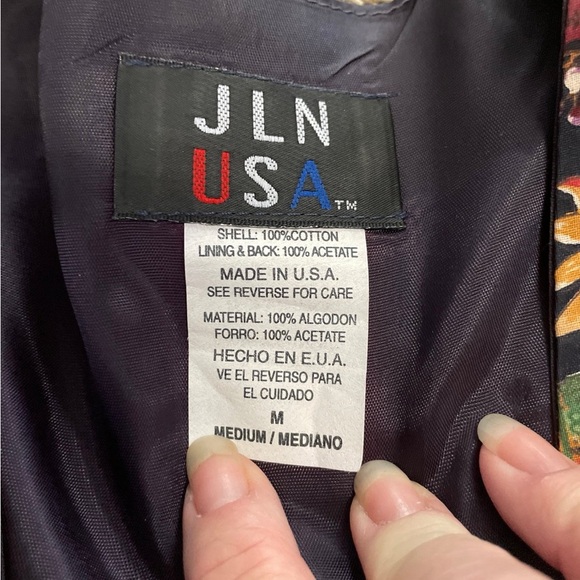 JLN
USA™
SHELL: 100%COTTON
LINING & BACK: 100% ACETATE
MADE IN U.S.A.
SEE REVERSE FOR CARE
MATERIAL: 100% ALGODON
FORRO: 100% ACETATE
HECHO EN E.U.A.
VE EL REVERSO PARA
EL CUIDADO
M
MEDIUM / MEDIANO